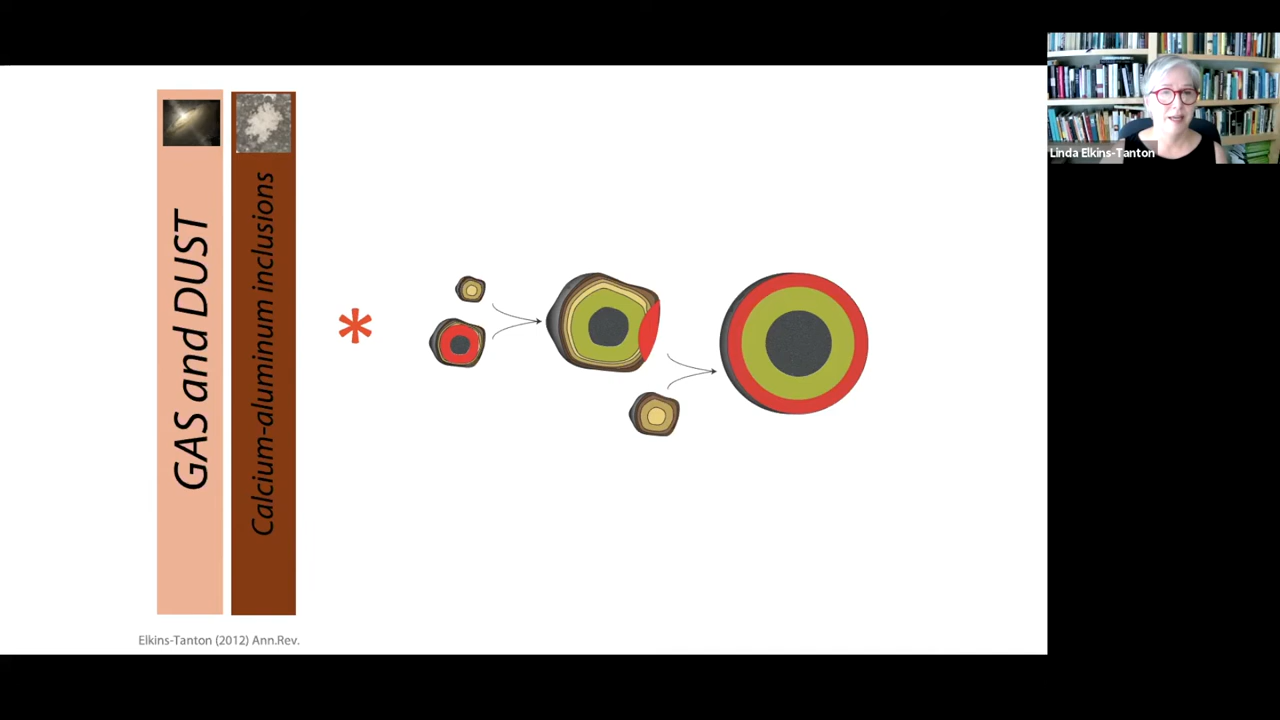 GAS and DUST
Calcium-aluminum inclusions
*
Elkins-Tanton (2012) Ann.Rev.
Linda Elkins-Tanton